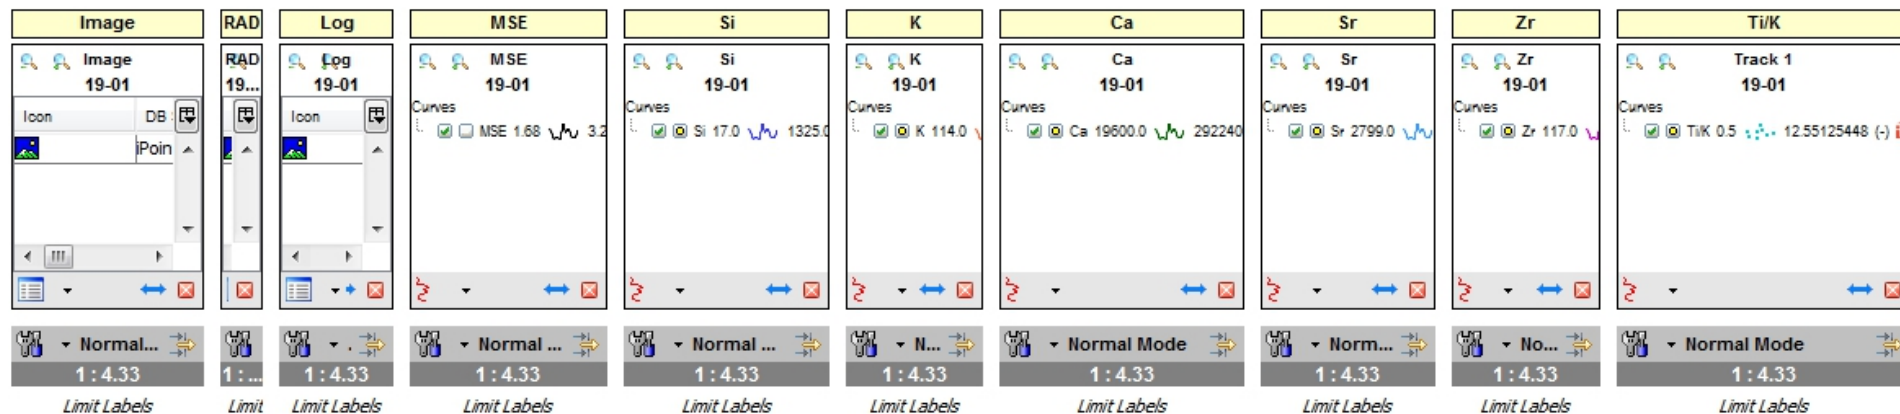 Image RAD Log MSE Si K Ca Sr Zr Ti/K
Image RAD Log MSE Si K Ca Sr Zr Track 1
19-01 19... 19-01 19-01 19-01 19-01 19-01 19-01 19-01 19-01
Curves Curves Curves Curves Curves Curves Curves
Icon DB Icon
MSE 1.68 3.2 Si 17.0 1325.0 K 114.0 Ca 19600.0 292240 Sr 2799.0 Zr 117.0 Ti/K 0.5 12.55125448 (-)
iPoin
Normal... . Normal ... Normal ... N... Normal Mode Norm... No... Normal Mode
1 : 4.33 1 : ... 1 : 4.33 1 : 4.33 1 : 4.33 1 : 4.33 1 : 4.33 1 : 4.33 1 : 4.33 1 : 4.33
Limit Labels Limit Limit Labels Limit Labels Limit Labels Limit Labels Limit Labels Limit Labels Limit Labels Limit Labels